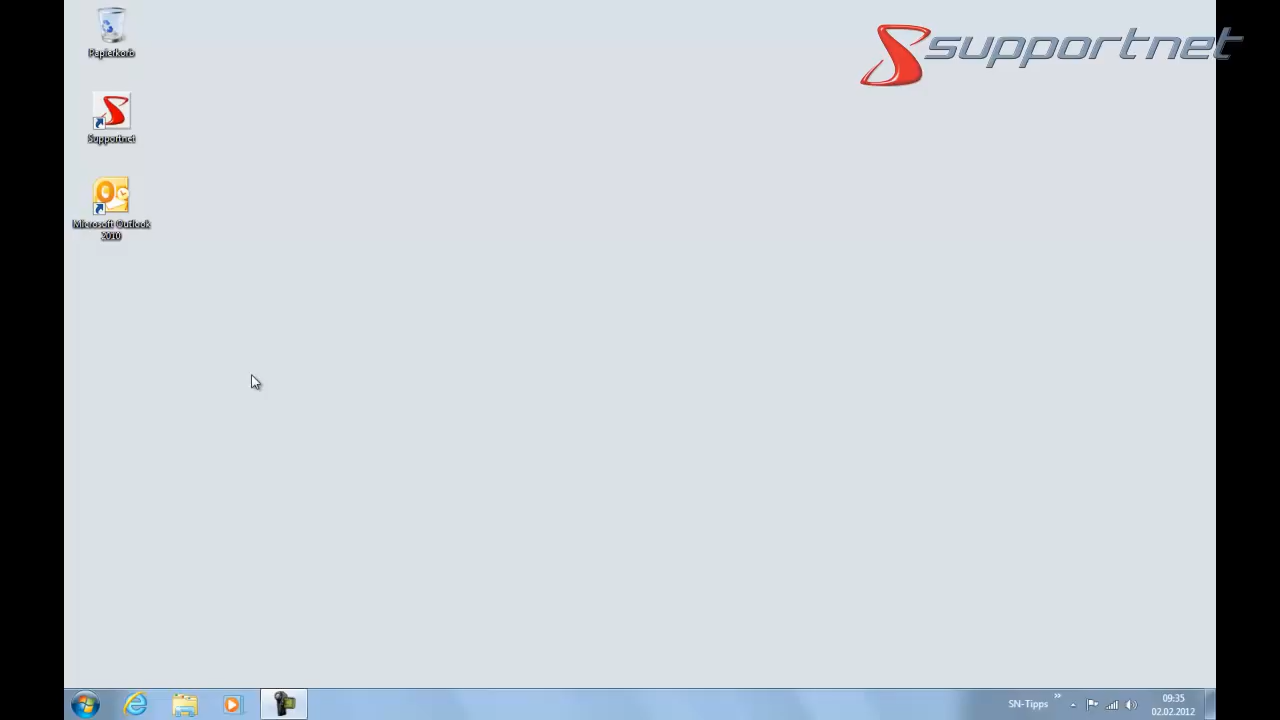 supportnet
Papierkorb
Supportnet
Microsoft Outlook
2010
SN-Tipps
09:35
02.02.2012